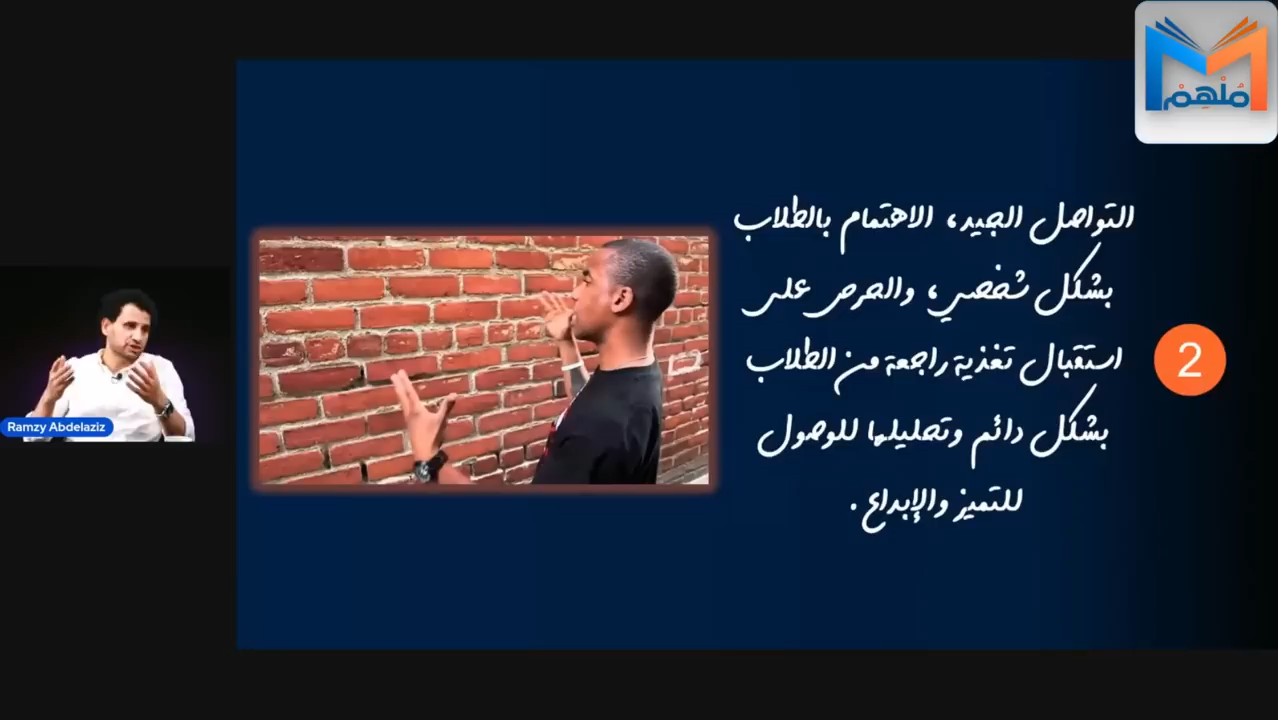 مُلْهِمْ
التواصل الجيد، الاهتمام بالطلاب
بشكل شخصي، والحرص على
استقبال تغذية راجعة من الطلاب
بشكل دائم وتحليلها للوصول
للتميز والإبداع.
2
Ramzy Abdelaziz